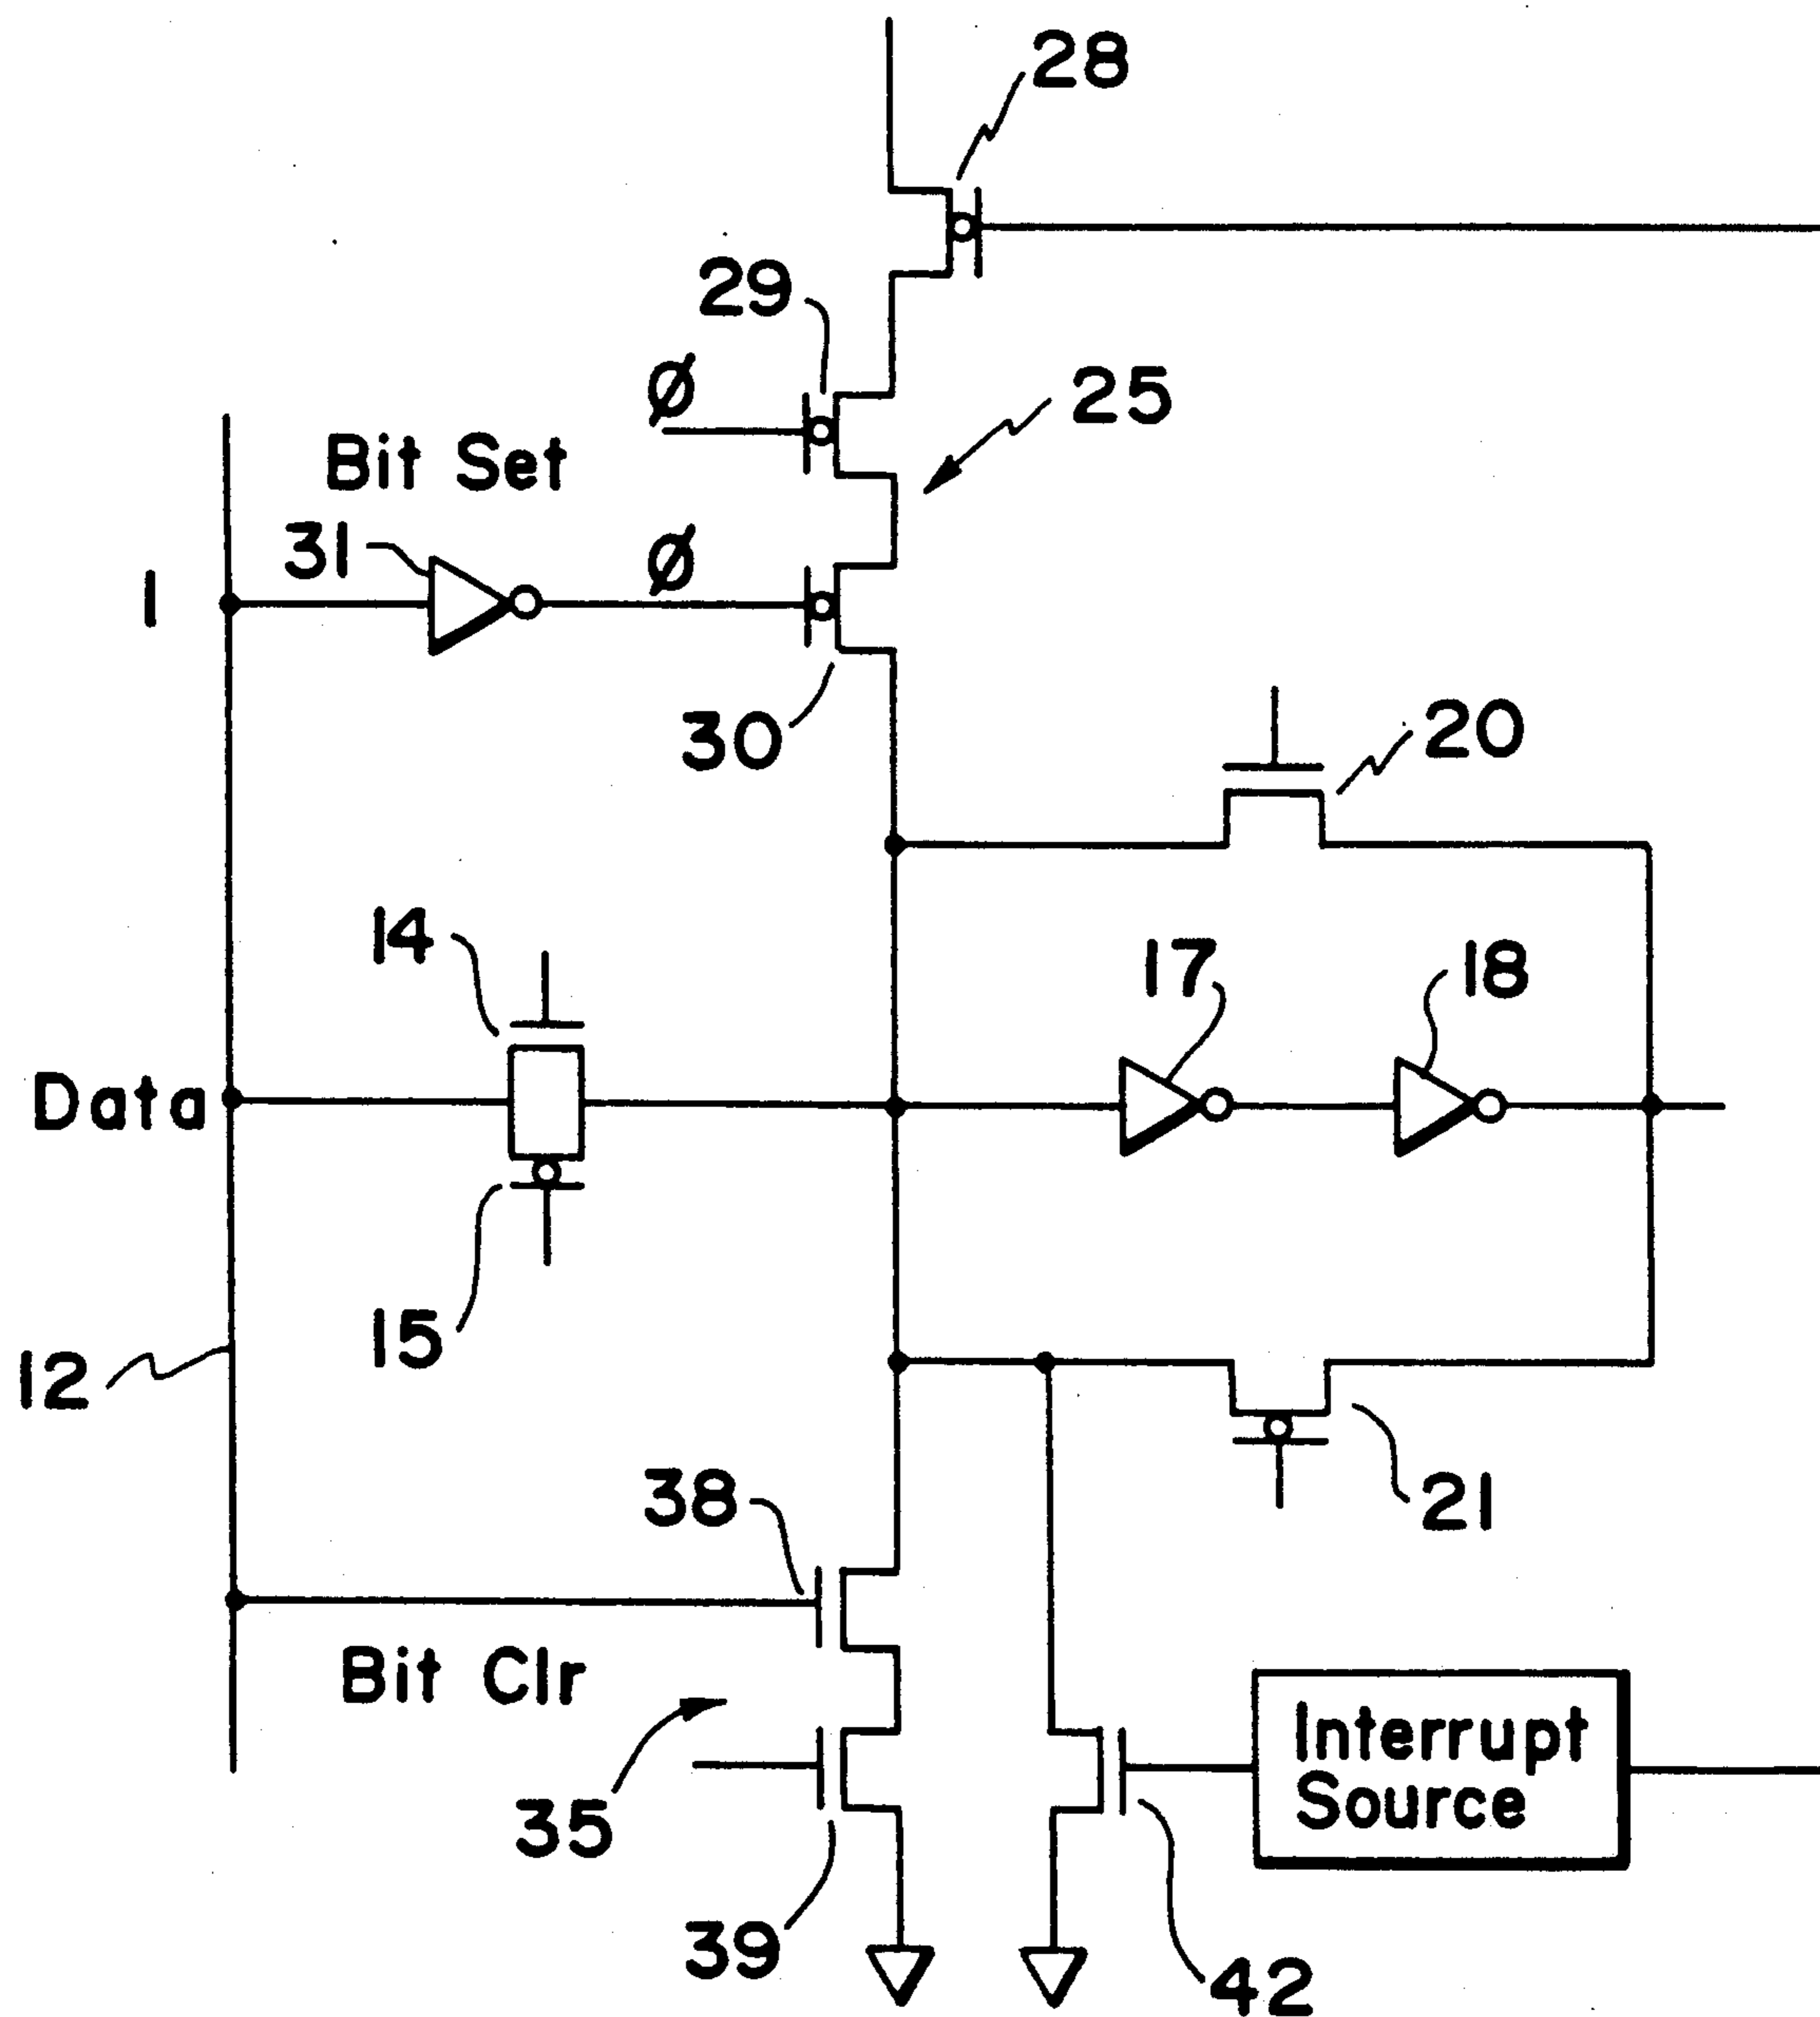 28
29
Ø
25
Bit Set
31
Ø
1
30
20
14
17
18
Data
15
12
38
21
Bit Clr
Interrupt
Source
35
39
42